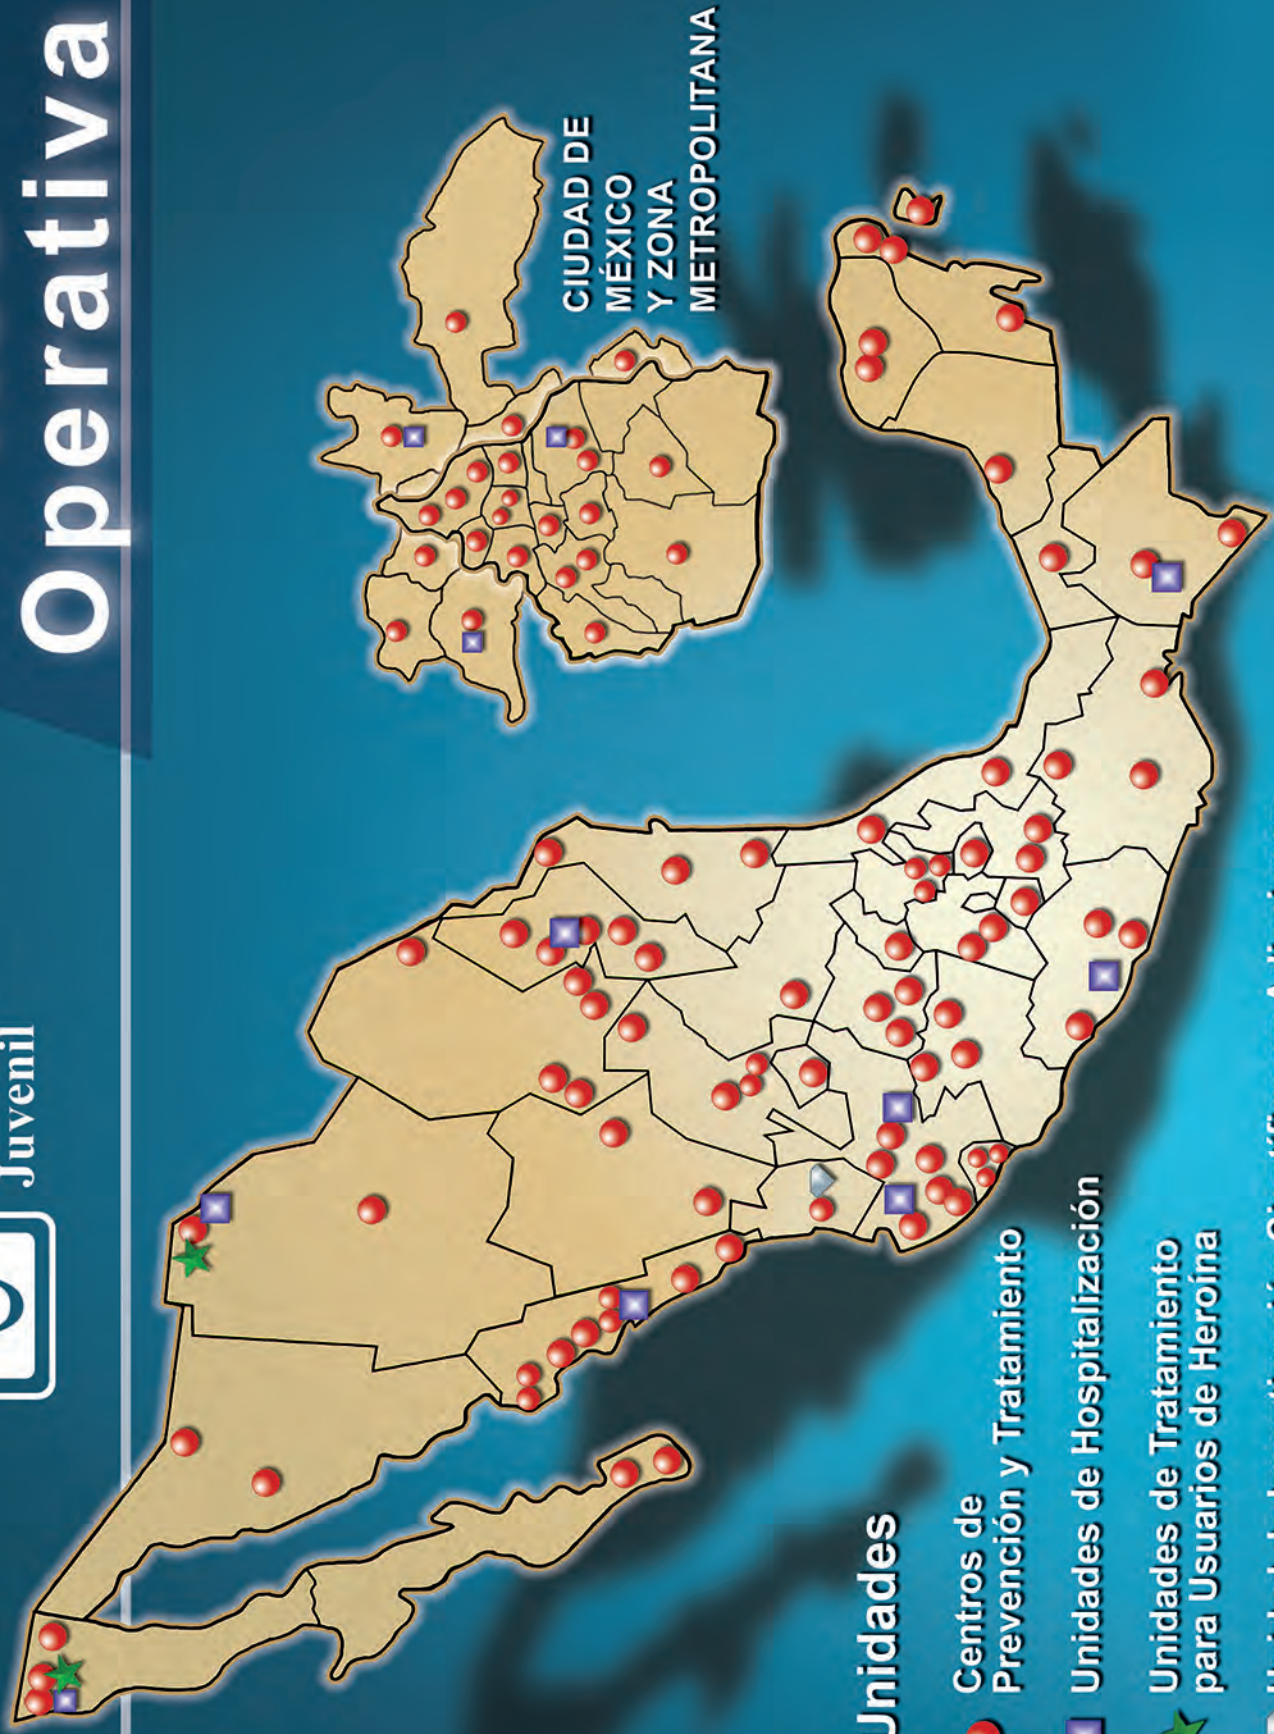 Juvenil
Operativa
CIUDAD DE
MÉXICO
Y ZONA
METROPOLITANA
Unidades
Centros de
Prevención y Tratamiento
Unidades de Hospitalización
Unidades de Tratamiento
para Usuarios de Heroína